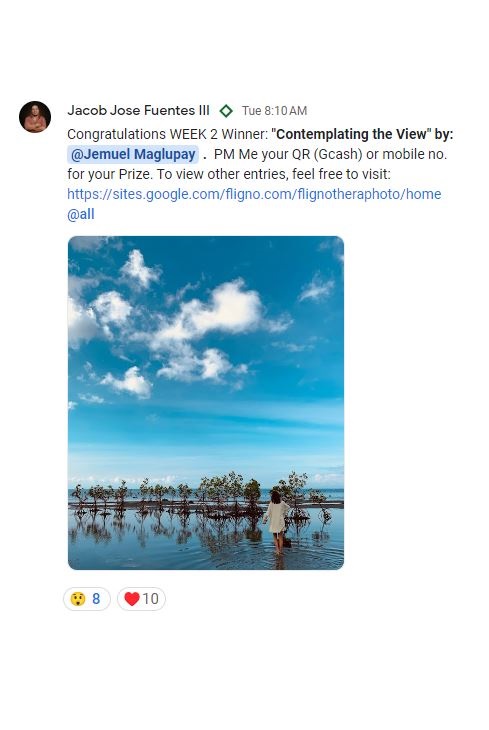 Jacob Jose Fuentes III Tue 8:10 AM
Congratulations WEEK 2 Winner: "Contemplating the View" by:
@Jemuel Maglupay . PM Me your QR (Gcash) or mobile no.
for your Prize. To view other entries, feel free to visit:
https://sites.google.com/fligno.com/flignotheraphoto/home
@all
8
10